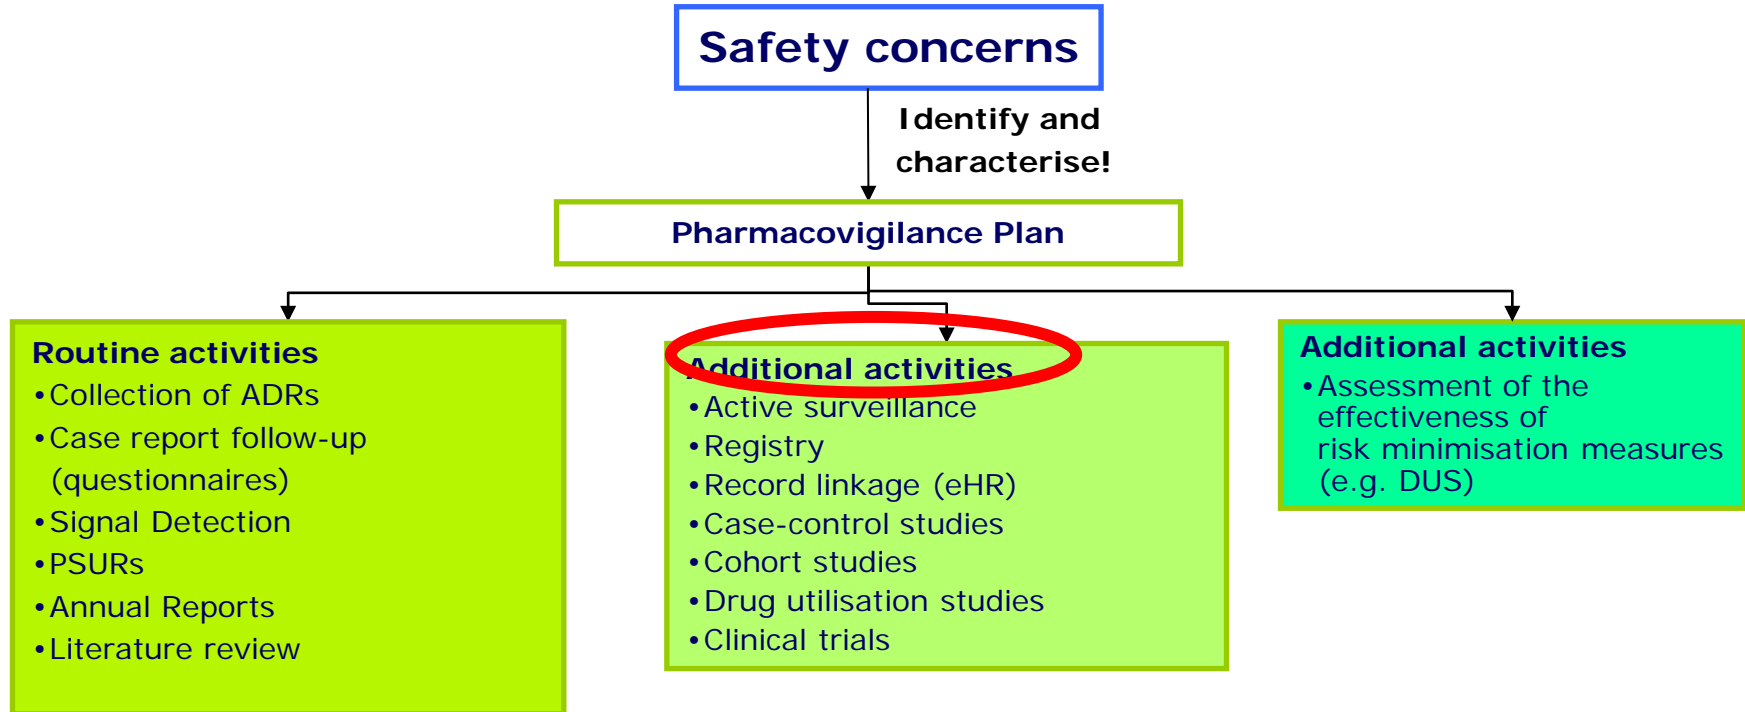 Safety concerns
Identify and
characterise!
Pharmacovigilance Plan
Routine activities
•Collection of ADRs
•Case report follow-up
(questionnaires)
•Signal Detection
•PSURs
•Annual Reports
•Literature review
Additional activities
•Active surveillance
•Registry
•Record linkage (eHR)
•Case-control studies
•Cohort studies
•Drug utilisation studies
•Clinical trials
Additional activities
•Assessment of the
effectiveness of
risk minimisation measures
(e.g. DUS)